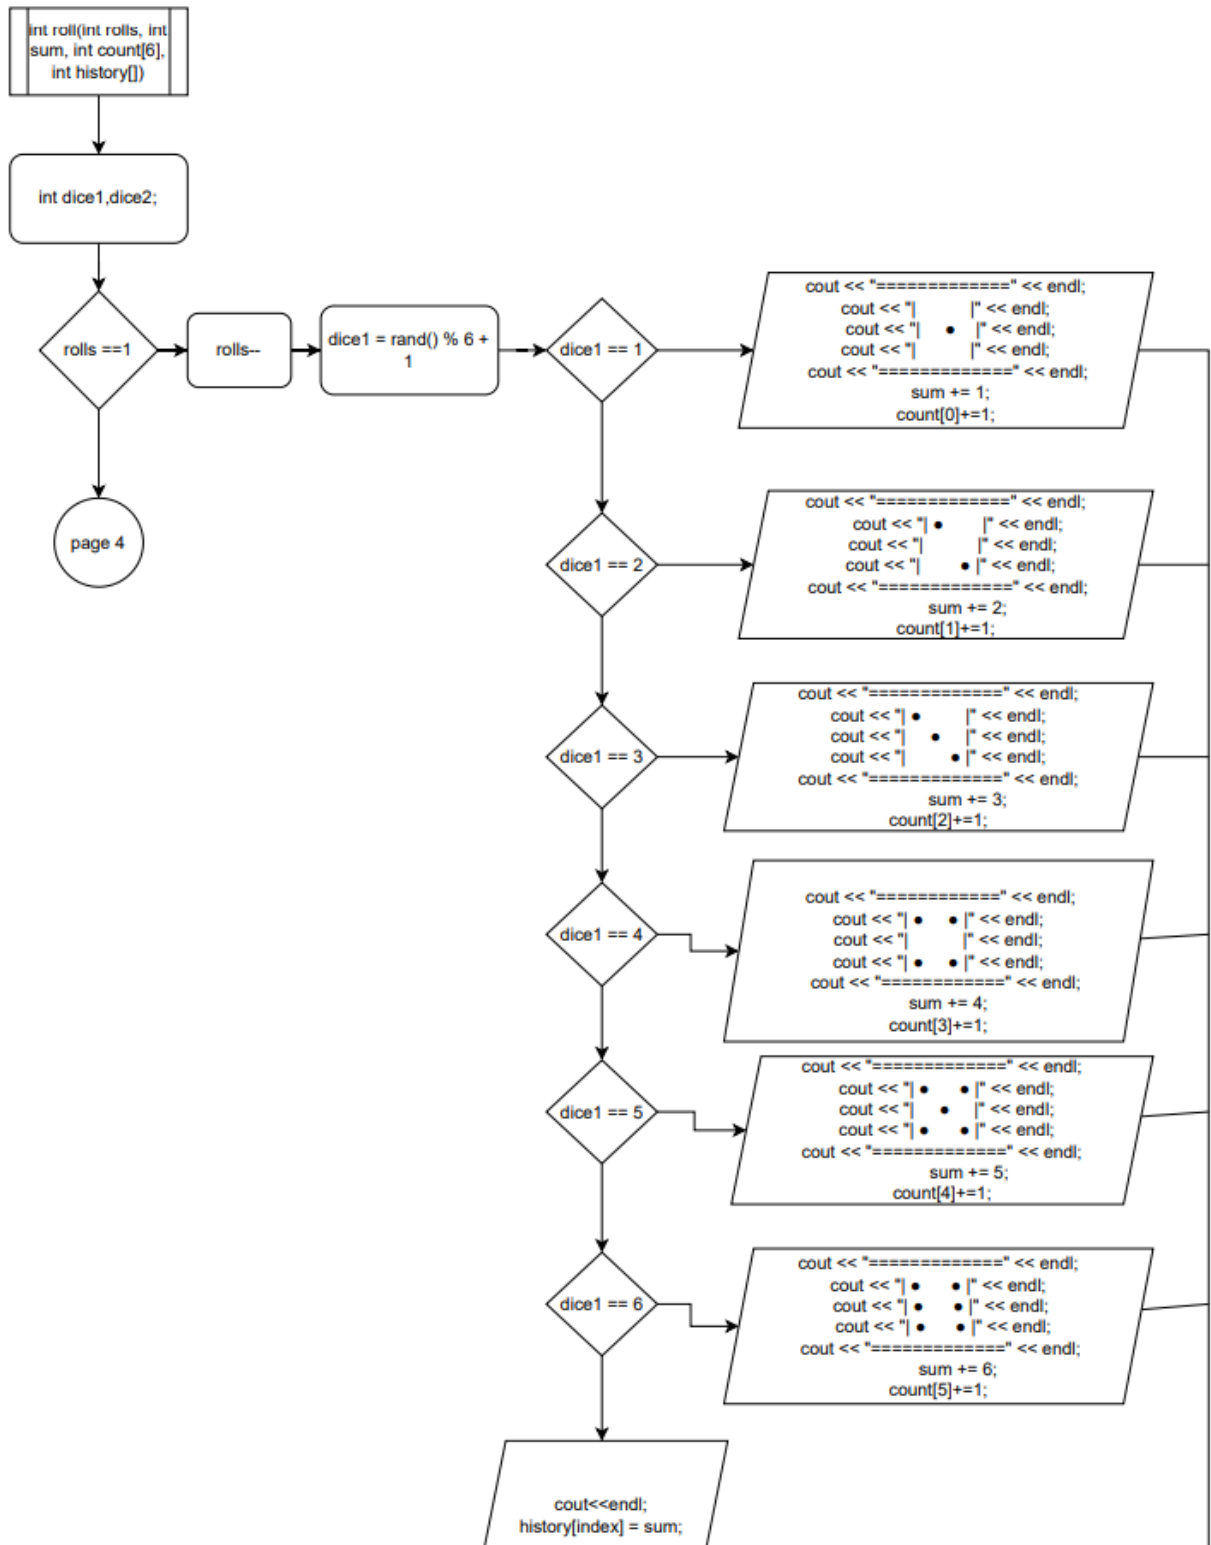 int roll(int rolls, int
sum, int count[6],
int history[])
int dice1,dice2;
rolls ==1
rolls--
dice1 = rand() % 6 +
1
page 4
dice1 == 1
cout << "=============" << endl;
cout << "|           |" << endl;
cout << "|     ●     |" << endl;
cout << "|           |" << endl;
cout << "=============" << endl;
sum += 1;
count[0]+=1;
dice1 == 2
cout << "=============" << endl;
cout << "| ●         |" << endl;
cout << "|           |" << endl;
cout << "|         ● |" << endl;
cout << "=============" << endl;
sum += 2;
count[1]+=1;
dice1 == 3
cout << "=============" << endl;
cout << "| ●         |" << endl;
cout << "|     ●     |" << endl;
cout << "|         ● |" << endl;
cout << "=============" << endl;
sum += 3;
count[2]+=1;
dice1 == 4
cout << "============" << endl;
cout << "| ●     ● |" << endl;
cout << "|           |" << endl;
cout << "| ●     ● |" << endl;
cout << "============" << endl;
sum += 4;
count[3]+=1;
dice1 == 5
cout << "=============" << endl;
cout << "| ●       ● |" << endl;
cout << "|     ●     |" << endl;
cout << "| ●       ● |" << endl;
cout << "=============" << endl;
sum += 5;
count[4]+=1;
dice1 == 6
cout << "=============" << endl;
cout << "| ●       ● |" << endl;
cout << "| ●       ● |" << endl;
cout << "| ●       ● |" << endl;
cout << "=============" << endl;
sum += 6;
count[5]+=1;
cout<<endl;
history[index] = sum;